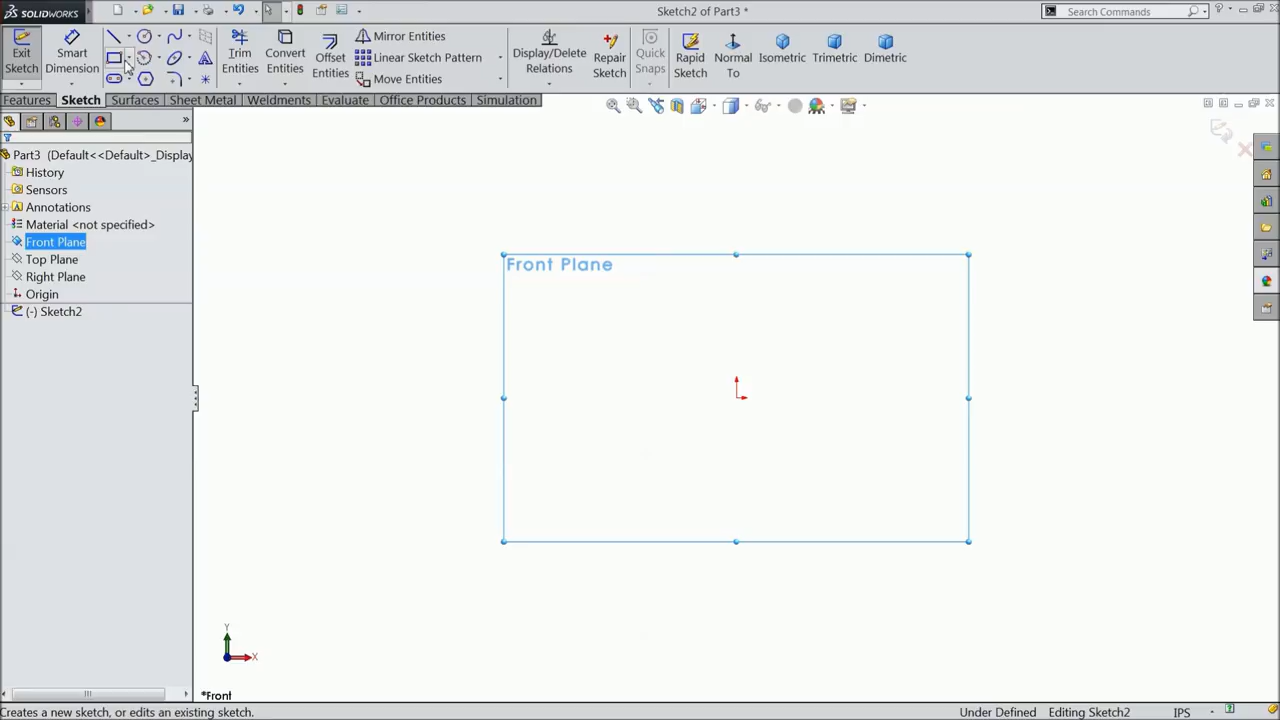 SOLIDWORKS
Sketch2 of Part3 *
Search Commands
Exit Sketch
Smart Dimension
Trim Entities
Convert Entities
Offset Entities
Mirror Entities
Linear Sketch Pattern
Move Entities
Display/Delete Relations
Repair Sketch
Quick Snaps
Rapid Sketch
Normal To
Isometric
Trimetric
Dimetric
Features
Sketch
Surfaces
Sheet Metal
Weldments
Evaluate
Office Products
Simulation
Part3 (Default<<Default>_Display
History
Sensors
Annotations
Material <not specified>
Front Plane
Top Plane
Right Plane
Origin
(-) Sketch2
Front Plane
Y
X
*Front
Creates a new sketch, or edits an existing sketch.
Under Defined
Editing Sketch2
IPS